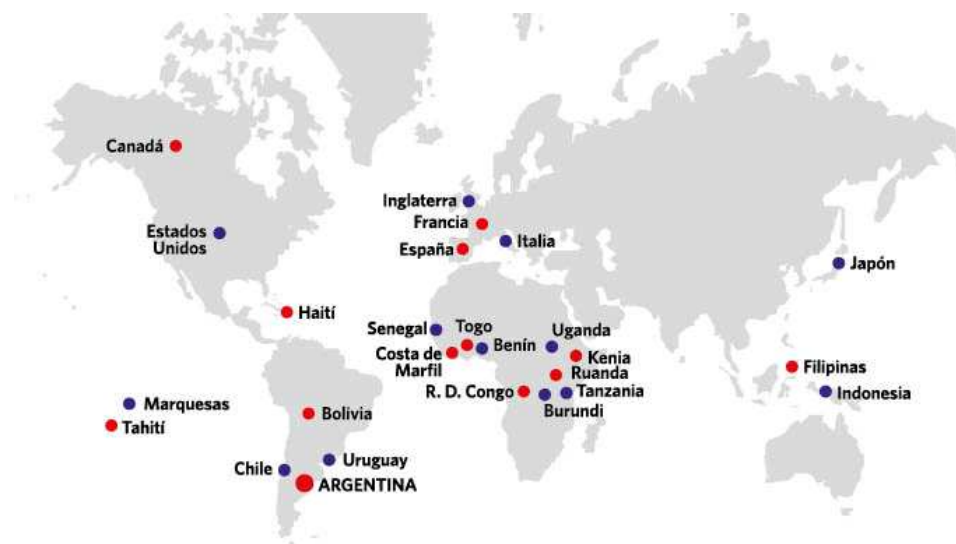 Canadá
Inglaterra
Francia
Estados
Unidos
Italia
España
Japón
Haití
Senegal
Togo
Uganda
Benín
Costa de
Marfil
Kenia
Filipinas
Ruanda
R. D. Congo
Tanzania
Indonesia
Marquesas
Burundi
Bolivia
Tahití
Uruguay
Chile
ARGENTINA